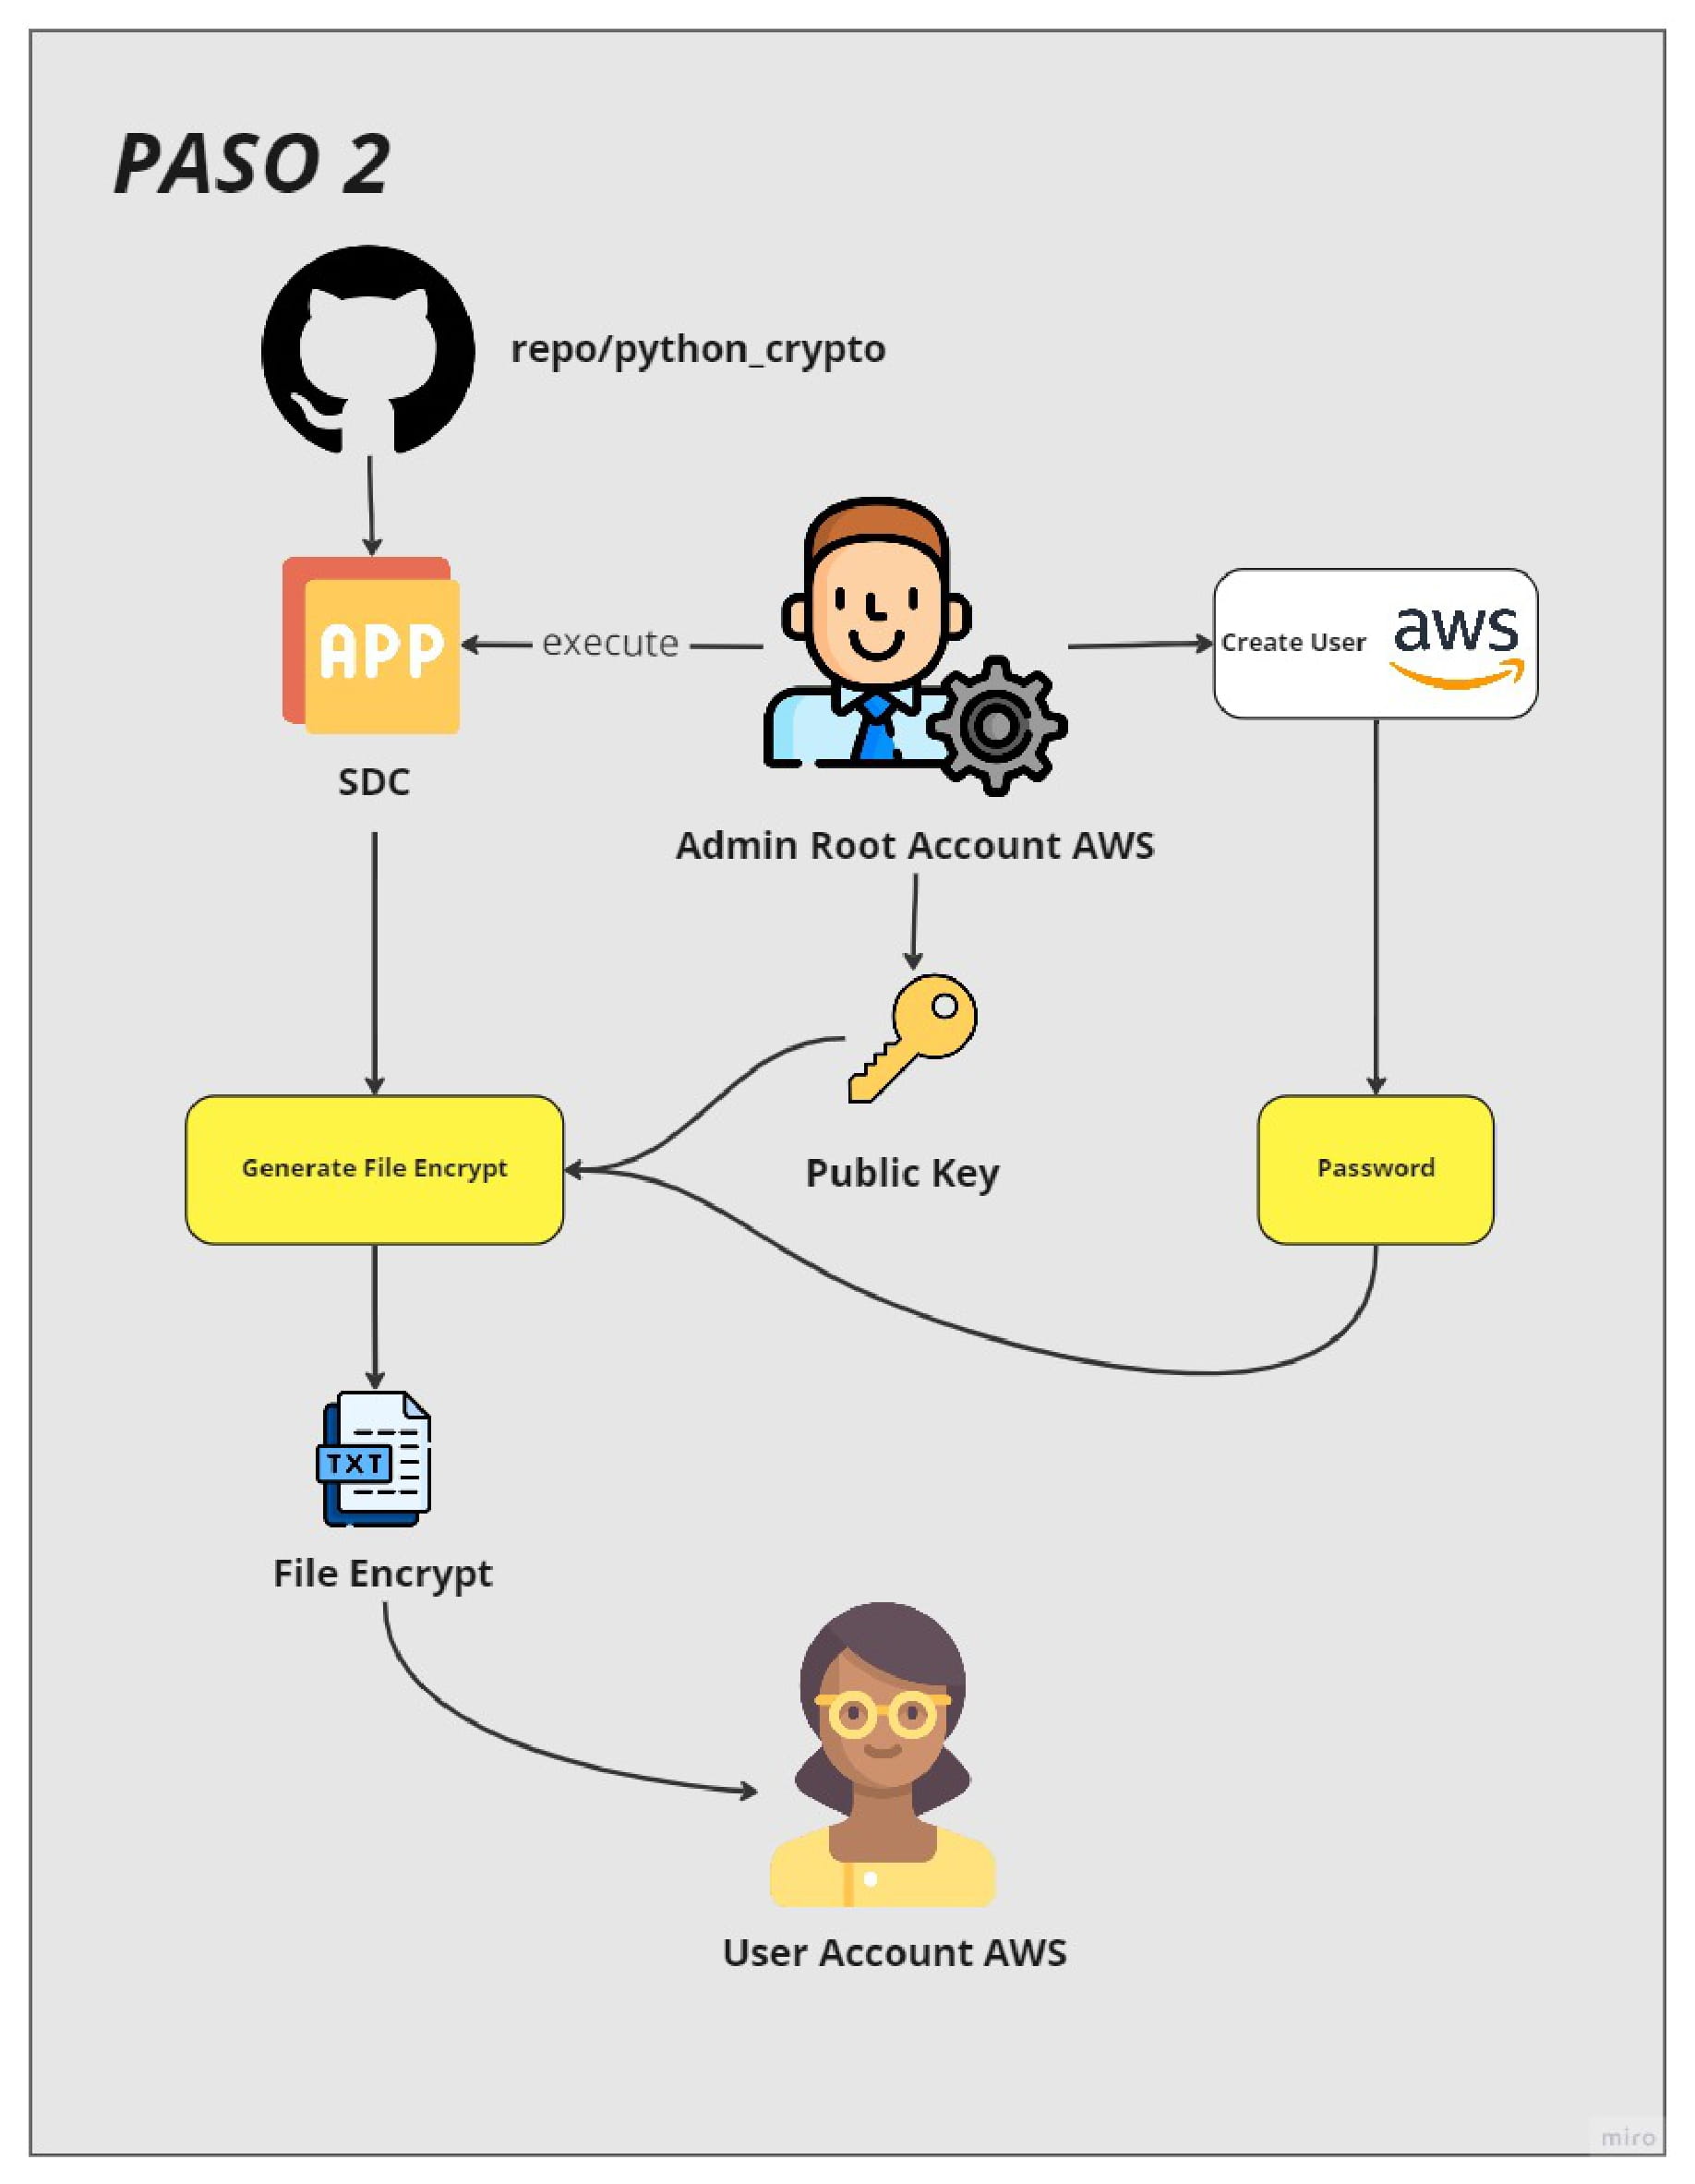 PASO 2
repo/python_crypto
APP
execute
Create User
aws
SDC
Admin Root Account AWS
Generate File Encrypt
Public Key
Password
TXT
File Encrypt
User Account AWS
miro